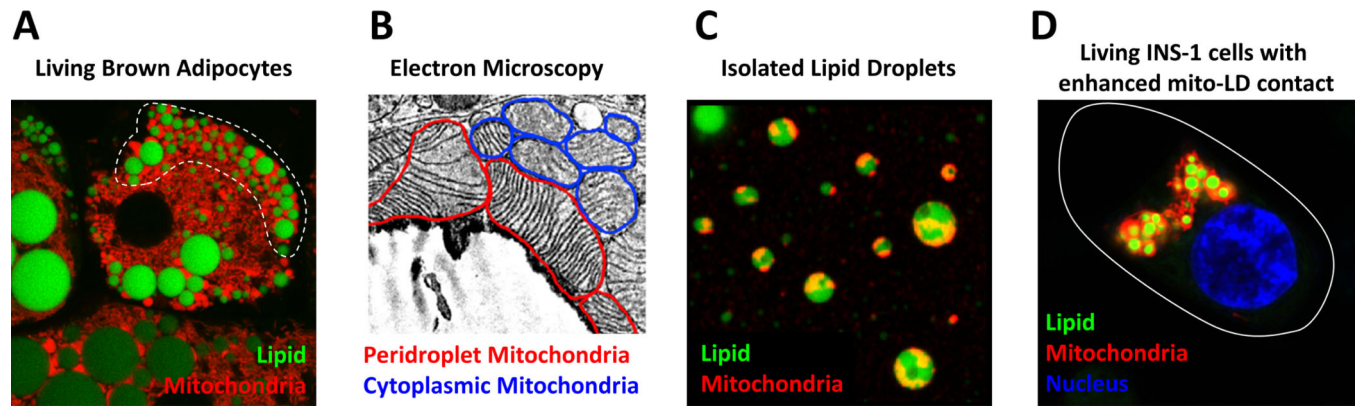 A
Living Brown Adipocytes
Lipid
Mitochondria
B
Electron Microscopy
Peridroplet Mitochondria
Cytoplasmic Mitochondria
C
Isolated Lipid Droplets
Lipid
Mitochondria
D
Living INS-1 cells with
enhanced mito-LD contact
Lipid
Mitochondria
Nucleus